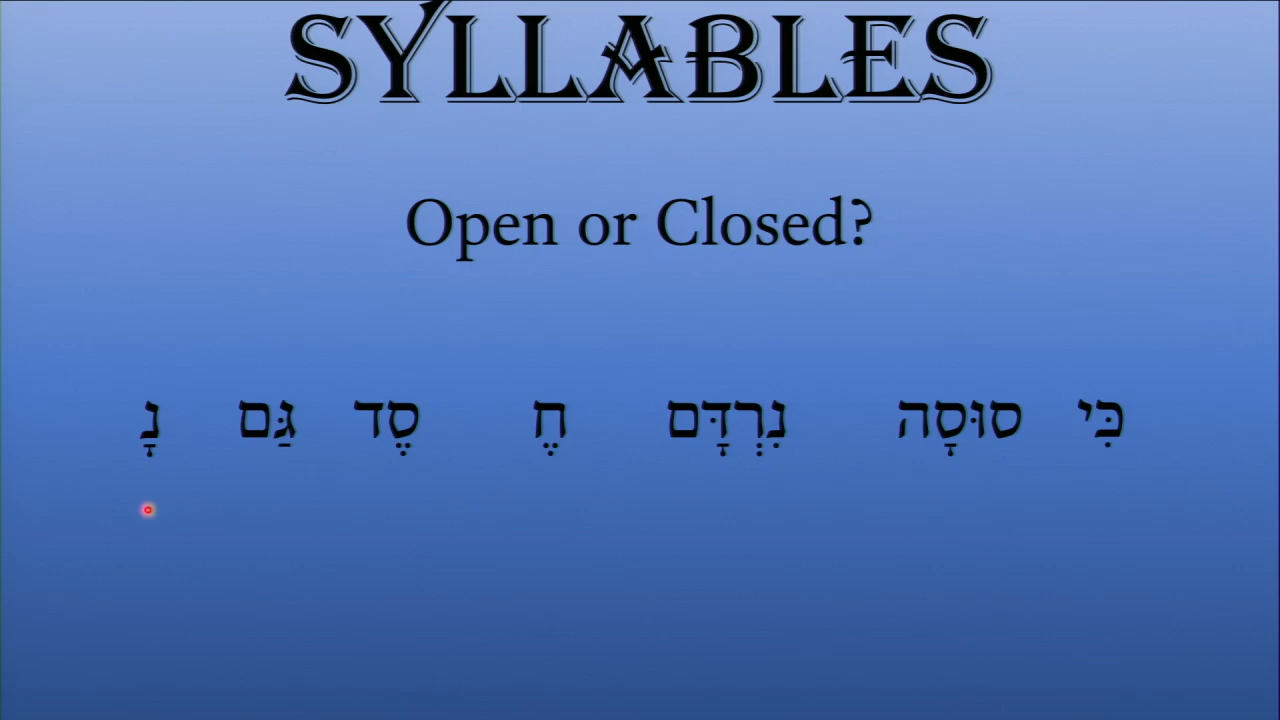 SYLLABLES
Open or Closed?
כִּי סוּסָה נִרְדָּם חֶ סֶד גַּם נָ